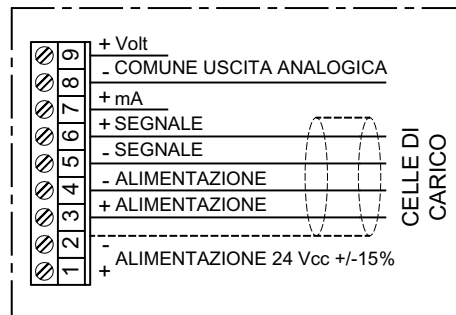 9 + Volt
8 - COMUNE USCITA ANALOGICA
7 + mA
6 + SEGNALE
5 - SEGNALE
4 - ALIMENTAZIONE
3 + ALIMENTAZIONE
2 -
1 +
ALIMENTAZIONE 24 Vcc +/-15%
CELLE DI
CARICO